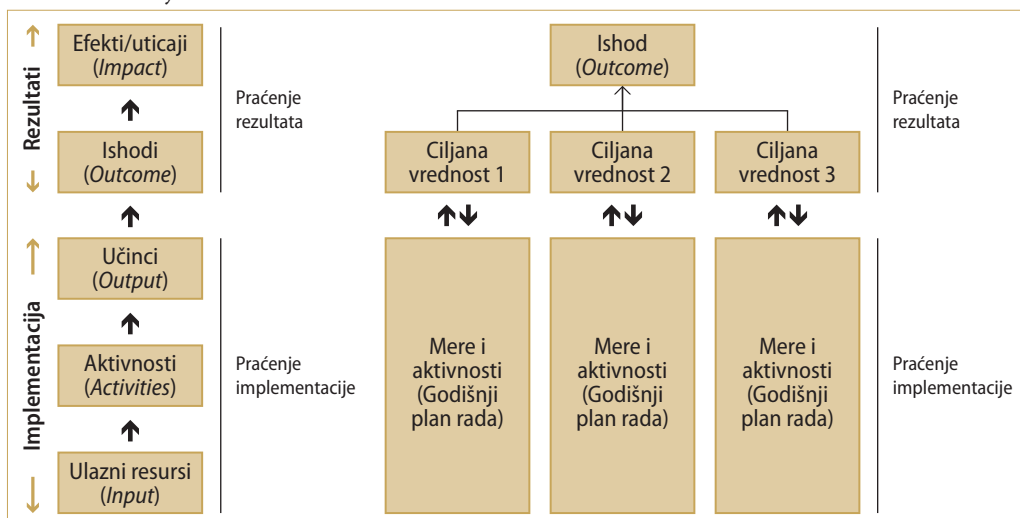 Rezultati
Implementacija
Efekti/uticaji
(Impact)
Ishodi
(Outcome)
Učinci
(Output)
Aktivnosti
(Activities)
Ulazni resursi
(Input)
Praćenje
rezultata
Praćenje
implementacije
Ishod
(Outcome)
Ciljana
vrednost 1
Ciljana
vrednost 2
Ciljana
vrednost 3
Mere i
aktivnosti
(Godišnji
plan rada)
Mere i
aktivnosti
(Godišnji
plan rada)
Mere i
aktivnosti
(Godišnji
plan rada)
Praćenje
rezultata
Praćenje
implementacije